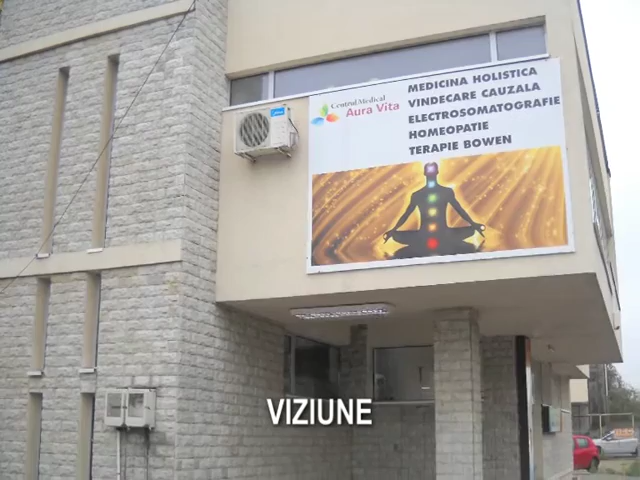 Centrul Medical
Aura Vita
MEDICINA HOLISTICA
VINDECARE CAUZALA
ELECTROSOMATOGRAFIE
HOMEOPATIE
TERAPIE BOWEN
VIZIUNE